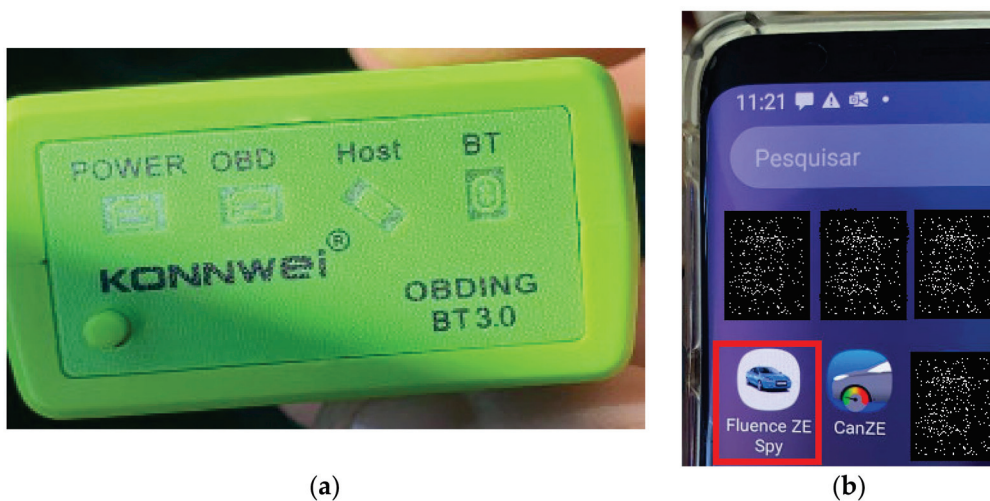 POWER OBD Host BT
KONNWei®
OBDING
BT 3.0
11:21
Pesquisar
Fluence ZE
Spy
CanZE
(a)
(b)